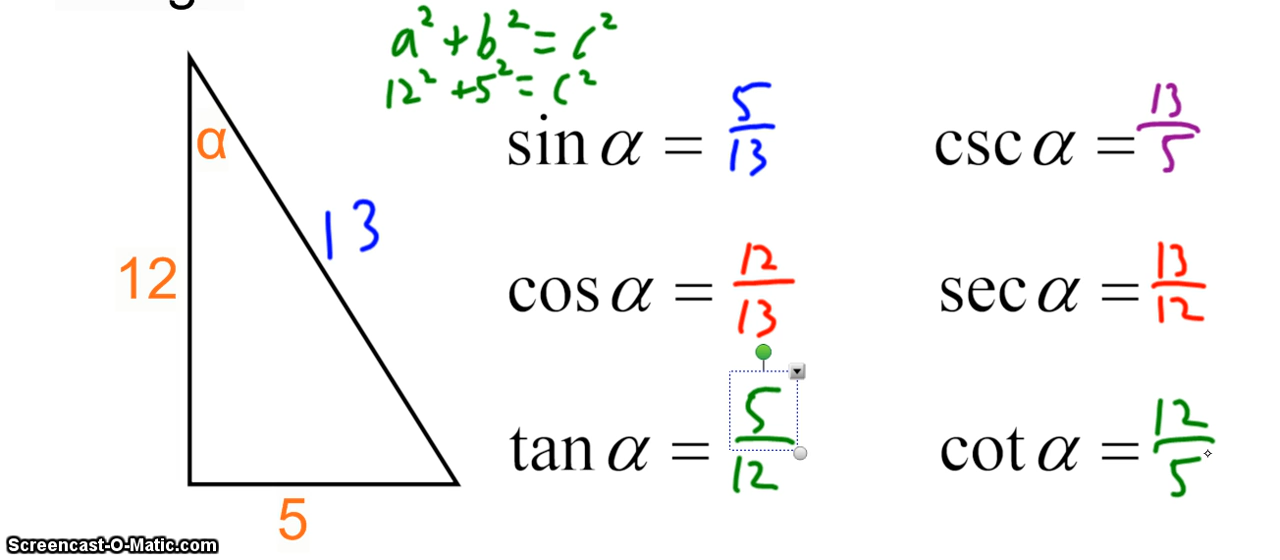 a² + b² = c²
12² + 5² = c²
α
12
13
5
sin α = 5/13
csc α = 13/5
cos α = 12/13
sec α = 13/12
tan α = 5/12
cot α = 12/5
Screencast-O-Matic.com